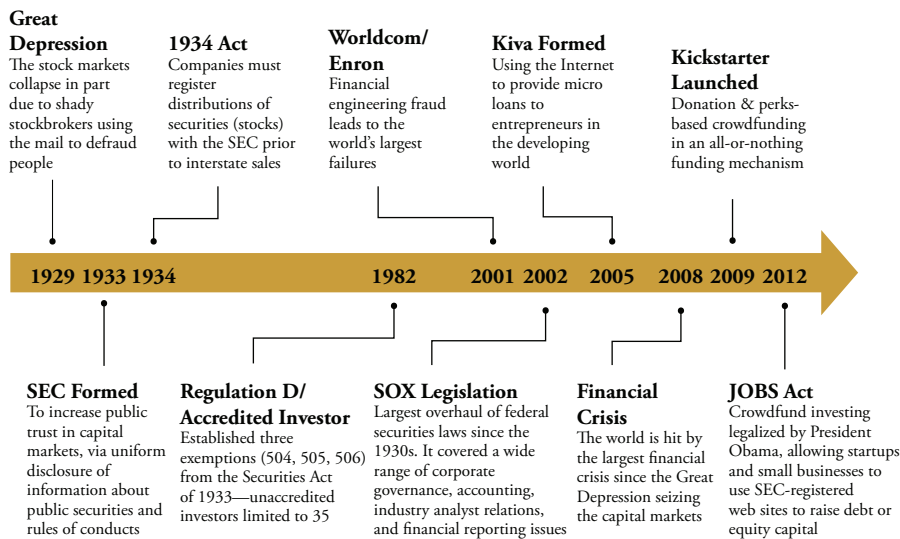 Great
Depression
The stock markets
collapse in part
due to shady
stockbrokers using
the mail to defraud
people
1934 Act
Companies must
register
distributions of
securities (stocks)
with the SEC prior
to interstate sales
Worldcom/
Enron
Financial
engineering fraud
leads to the
world's largest
failures
Kiva Formed
Using the Internet
to provide micro
loans to
entrepreneurs in
the developing
world
Kickstarter
Launched
Donation & perks-
based crowdfunding
in an all-or-nothing
funding mechanism
1929 1933 1934 1982 2001 2002 2005 2008 2009 2012
SEC Formed
To increase public
trust in capital
markets, via uniform
disclosure of
information about
public securities and
rules of conducts
Regulation D/
Accredited Investor
Established three
exemptions (504, 505, 506)
from the Securities Act
of 1933—unaccredited
investors limited to 35
SOX Legislation
Largest overhaul of federal
securities laws since the
1930s. It covered a wide
range of corporate
governance, accounting,
industry analyst relations,
and financial reporting issues
Financial
Crisis
The world is hit by
the largest financial
crisis since the Great
Depression seizing
the capital markets
JOBS Act
Crowdfund investing
legalized by President
Obama, allowing startups
and small businesses to
use SEC-registered
web sites to raise debt or
equity capital